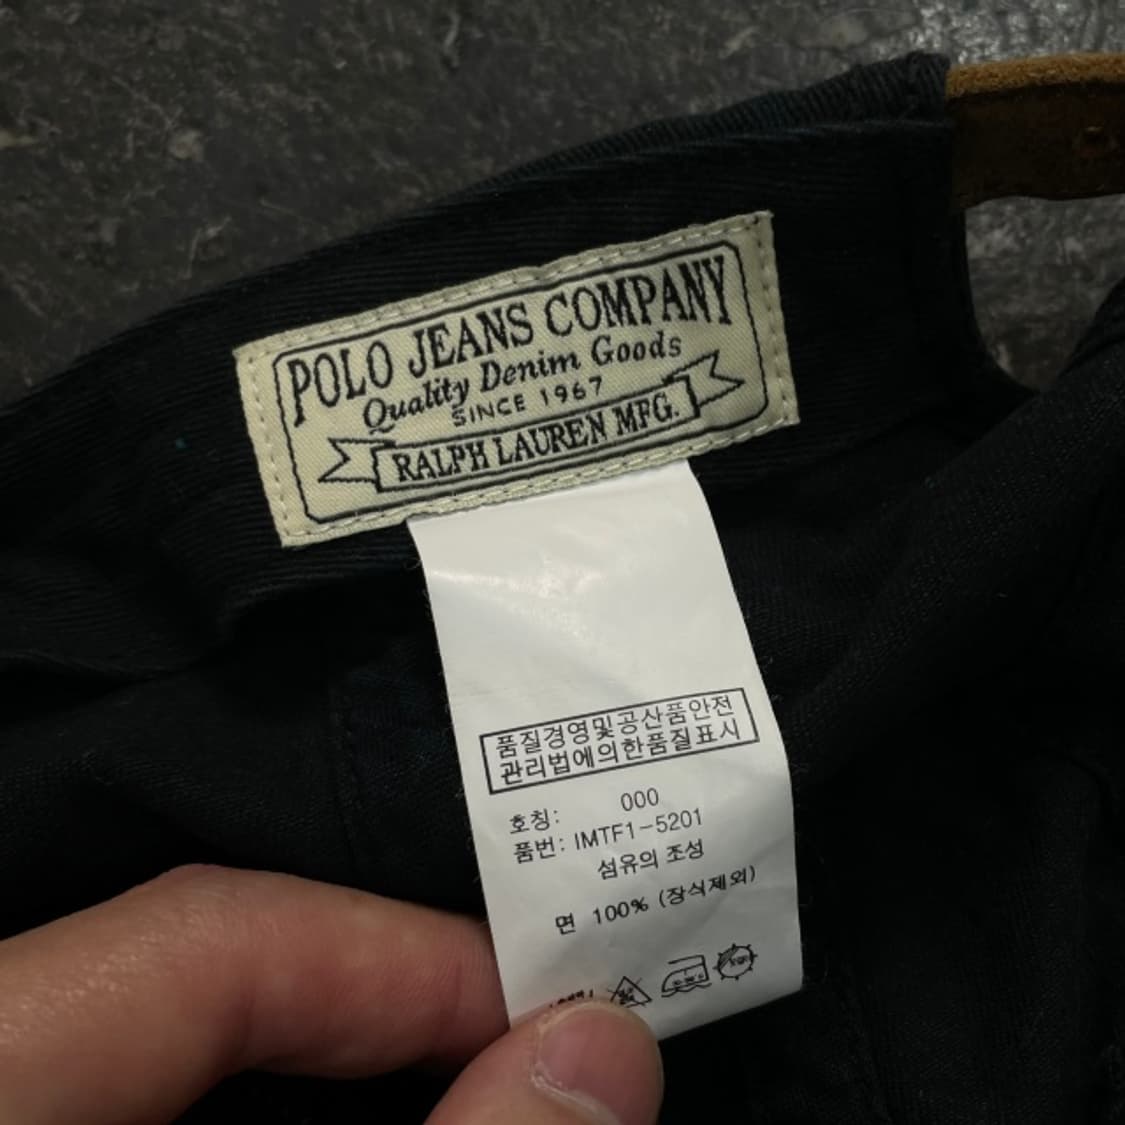 POLO JEANS COMPANY
Quality Denim Goods
SINCE 1967
RALPH LAUREN MFG.
품질경영및공산품안전
관리법에의한품질표시
호칭: 000
품번: IMTF1-5201
섬유의 조성
면 100% (장식제외)